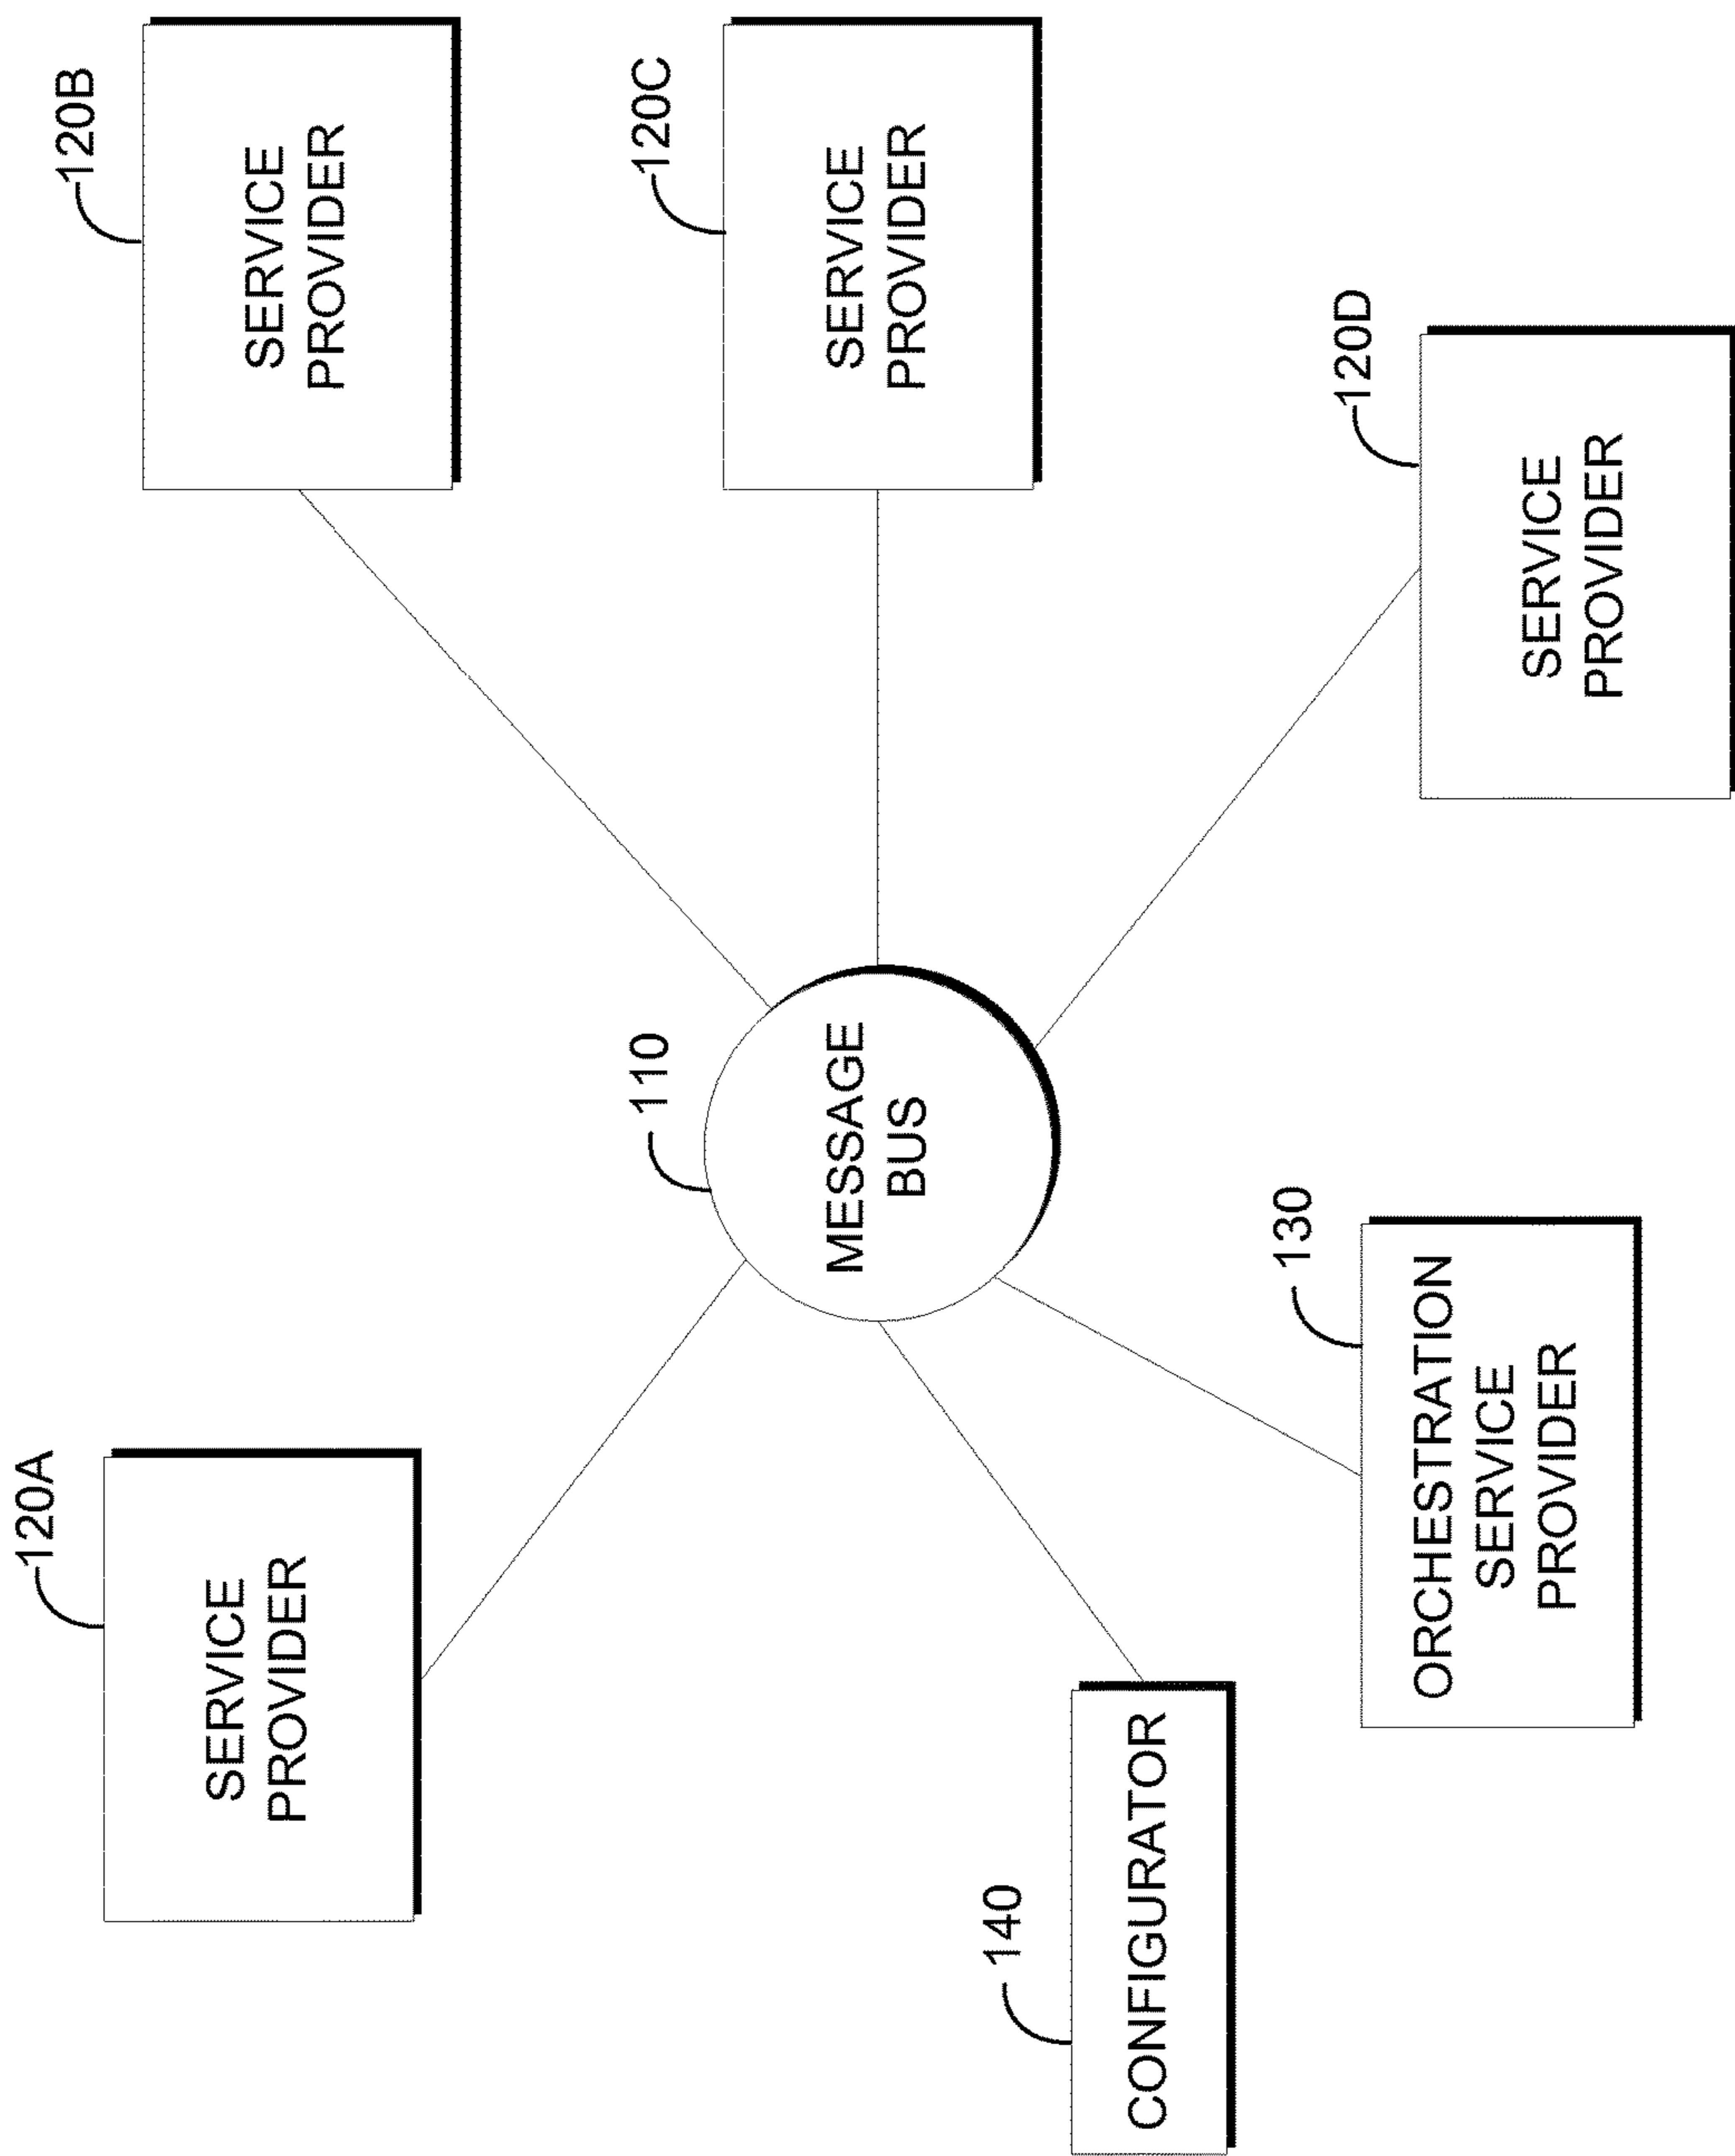 120A
SERVICE
PROVIDER
120B
SERVICE
PROVIDER
110
MESSAGE
BUS
120C
SERVICE
PROVIDER
140
CONFIGURATOR
130
ORCHESTRATION
SERVICE
PROVIDER
120D
SERVICE
PROVIDER